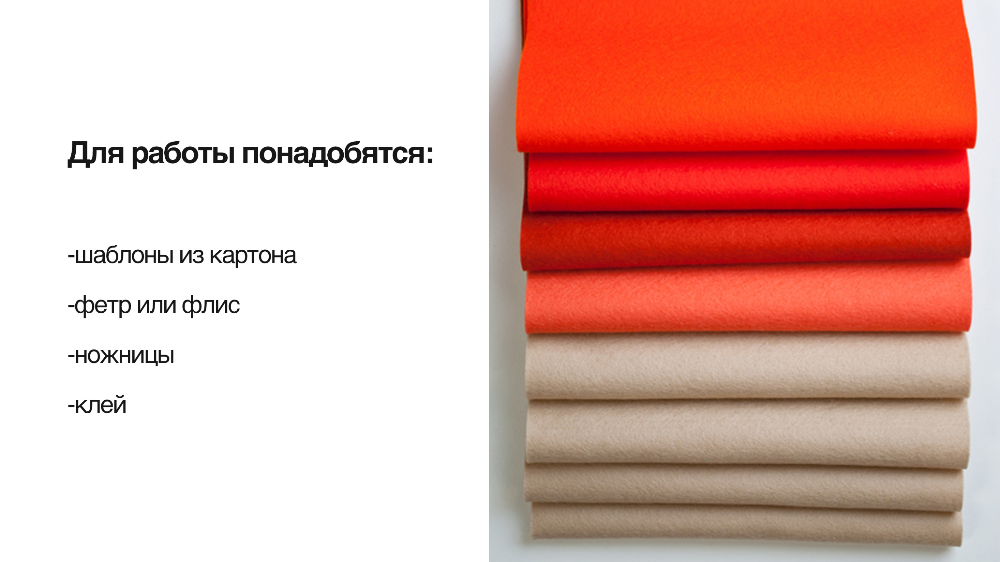 Для работы понадобятся:
-шаблоны из картона
-фетр или флис
-ножницы
-клей